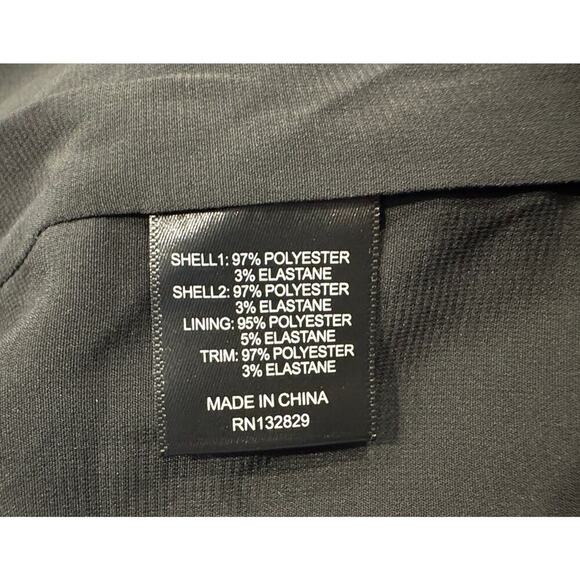 SHELL1: 97% POLYESTER
3% ELASTANE
SHELL2: 97% POLYESTER
3% ELASTANE
LINING: 95% POLYESTER
5% ELASTANE
TRIM: 97% POLYESTER
3% ELASTANE
MADE IN CHINA
RN132829